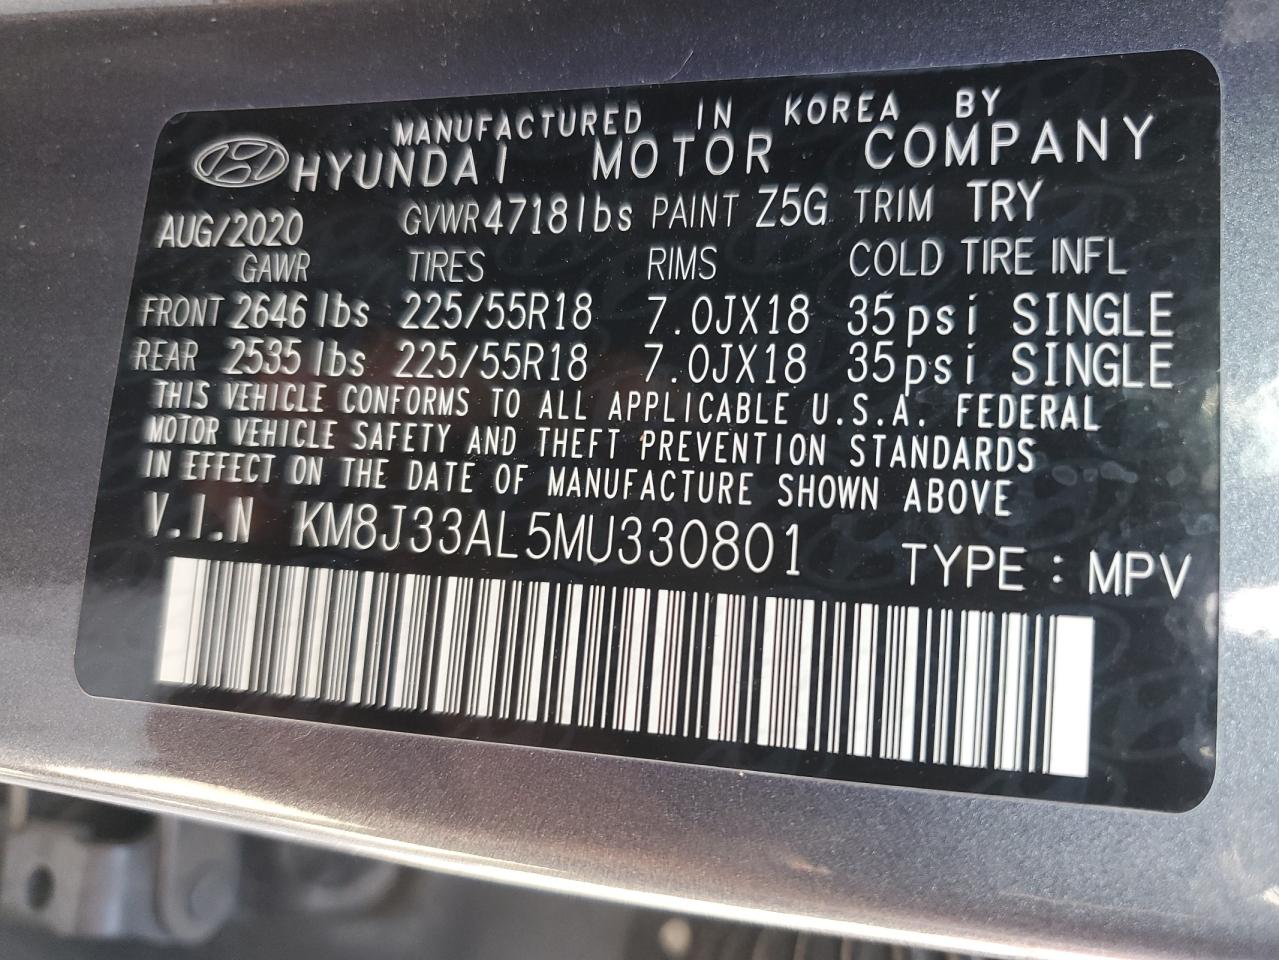 MANUFACTURED IN KOREA BY
HYUNDAI MOTOR COMPANY
AUG/2020 GVWR 4718lbs PAINT Z5G TRIM TRY
GAWR TIRES RIMS COLD TIRE INFL
FRONT 2646lbs 225/55R18 7.0JX18 35psi SINGLE
REAR 2535lbs 225/55R18 7.0JX18 35psi SINGLE
THIS VEHICLE CONFORMS TO ALL APPLICABLE U.S.A. FEDERAL
MOTOR VEHICLE SAFETY AND THEFT PREVENTION STANDARDS
IN EFFECT ON THE DATE OF MANUFACTURE SHOWN ABOVE
V.I.N KM8J33AL5MU330801 TYPE : MPV